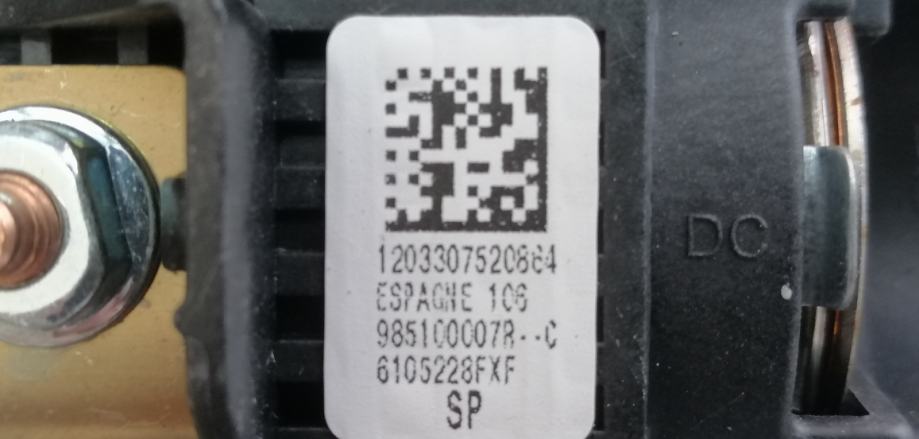 1203307520864
ESPAGNE 106
985100007R--C
6105228FXF
SP
DC